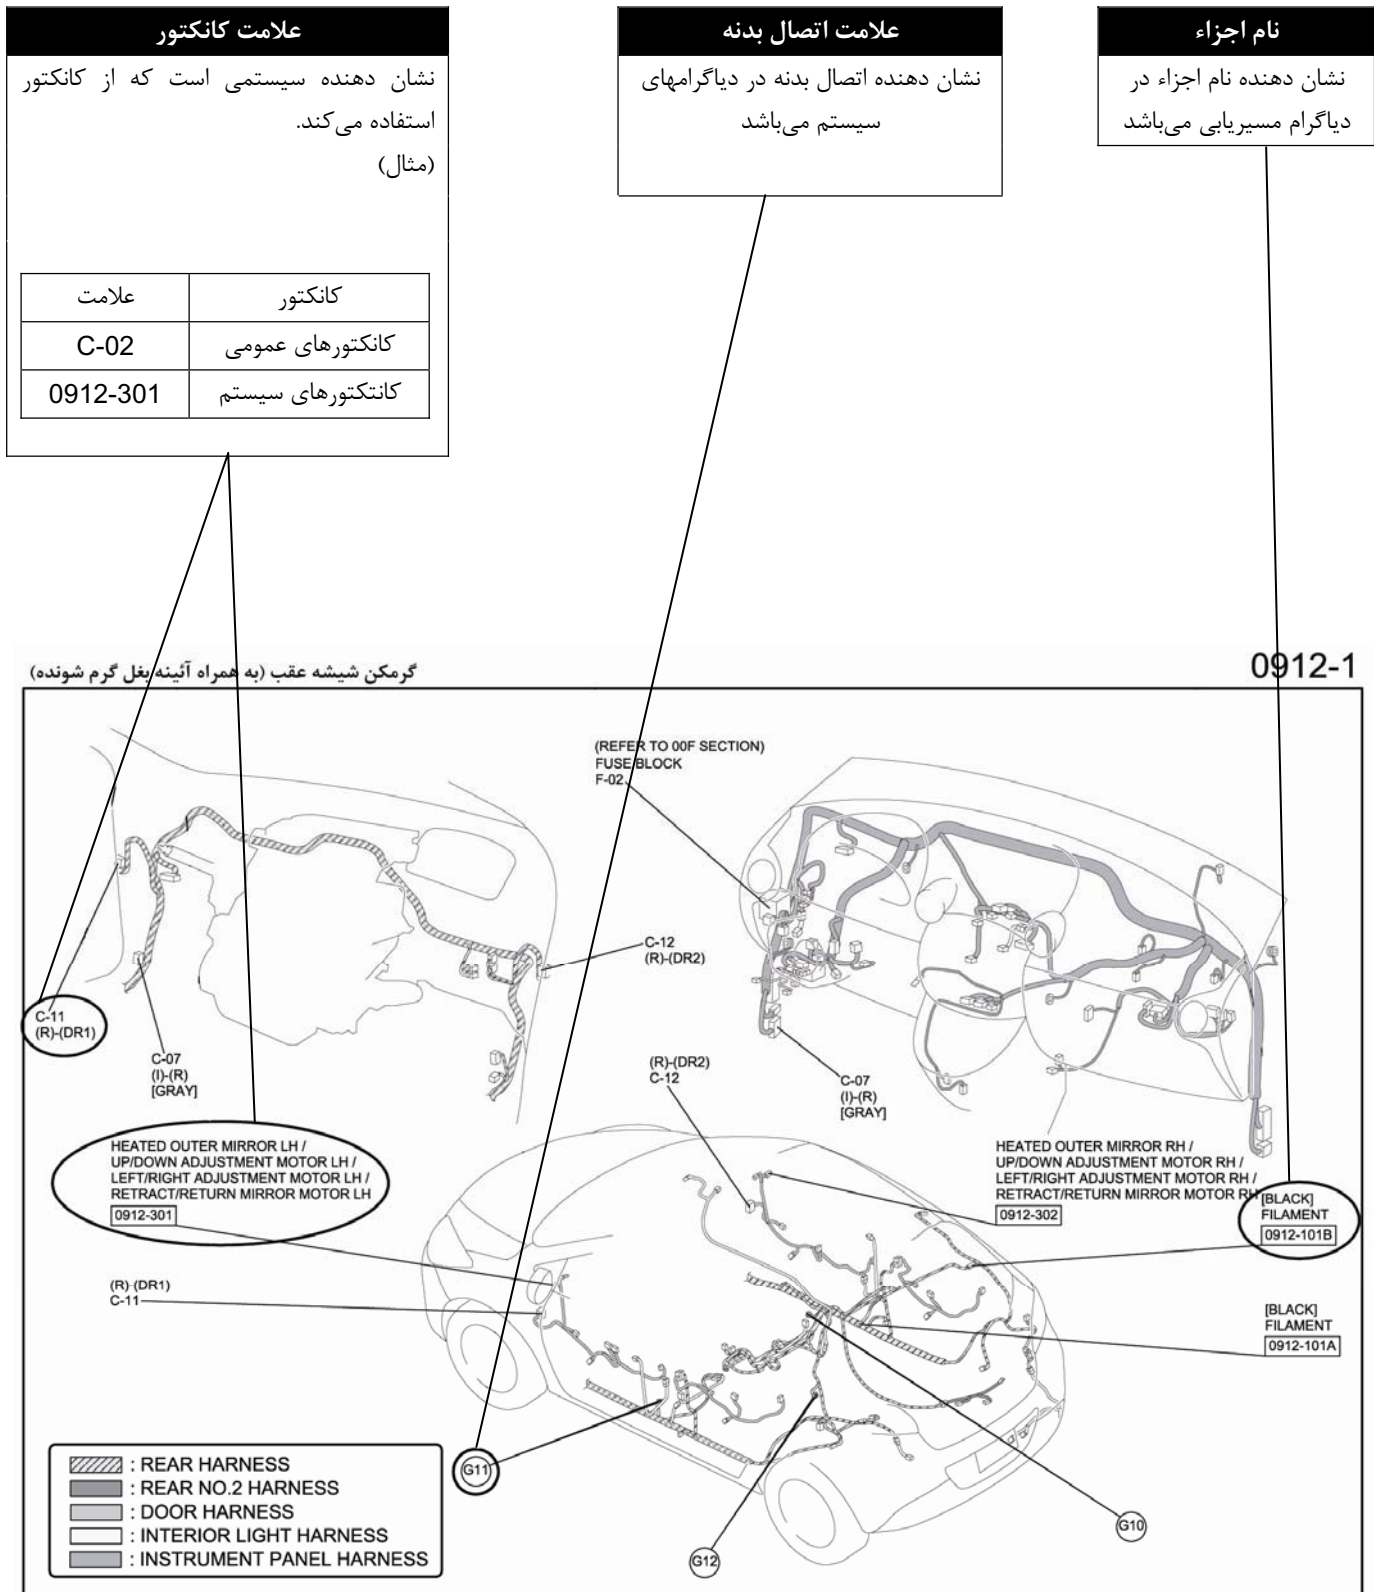 علامت کانکتور
نشان دهنده سیستمی است که از کانکتور
استفاده می‌کند.
(مثال)
کانکتور علامت
کانکتورهای عمومی C-02
کانتکتورهای سیستم 0912-301
علامت اتصال بدنه
نشان دهنده اتصال بدنه در دیاگرامهای
سیستم می‌باشد
نام اجزاء
نشان دهنده نام اجزاء در
دیاگرام مسیریابی می‌باشد
گرمکن شیشه عقب (به همراه آئینه بغل گرم شونده)
0912-1
(REFER TO 00F SECTION)
FUSE BLOCK
F-02
C-12
(R)-(DR2)
C-11
(R)-(DR1)
C-07
(I)-(R)
[GRAY]
(R)-(DR2)
C-12
C-07
(I)-(R)
[GRAY]
HEATED OUTER MIRROR LH /
UP/DOWN ADJUSTMENT MOTOR LH /
LEFT/RIGHT ADJUSTMENT MOTOR LH /
RETRACT/RETURN MIRROR MOTOR LH
0912-301
HEATED OUTER MIRROR RH /
UP/DOWN ADJUSTMENT MOTOR RH /
LEFT/RIGHT ADJUSTMENT MOTOR RH /
RETRACT/RETURN MIRROR MOTOR RH
0912-302
[BLACK]
FILAMENT
0912-101B
(R)-(DR1)
C-11
[BLACK]
FILAMENT
0912-101A
: REAR HARNESS
: REAR NO.2 HARNESS
: DOOR HARNESS
: INTERIOR LIGHT HARNESS
: INSTRUMENT PANEL HARNESS
G11
G10
G12